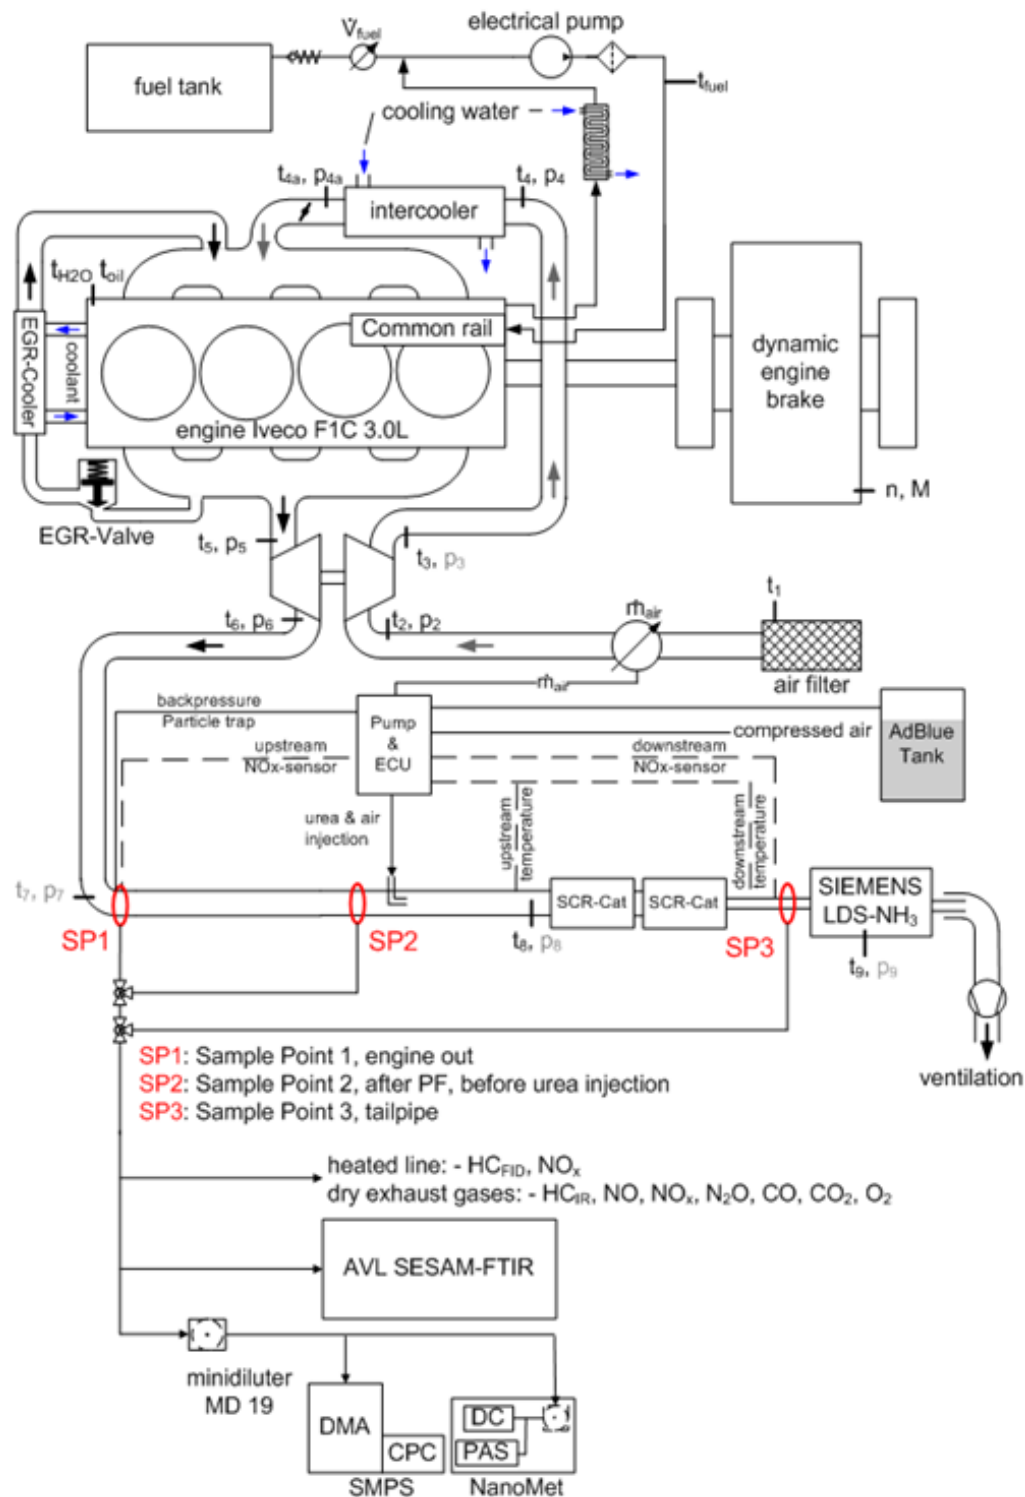 electrical pump
V̇fuel
fuel tank
tfuel
cooling water
t4a, p4a
t4, p4
intercooler
tH2O toil
Common rail
EGR-Cooler
coolant
dynamic
engine
brake
engine Iveco F1C 3.0L
n, M
EGR-Valve
t5, p5
t3, p3
t1
t6, p6
t2, p2
ṁair
air filter
ṁair
backpressure
Particle trap
Pump
&
ECU
compressed air
AdBlue
Tank
upstream
NOx-sensor
downstream
NOx-sensor
urea & air
injection
upstream
temperature
downstream
temperature
t7, p7
SP1
SP2
SCR-Cat
SCR-Cat
SP3
SIEMENS
LDS-NH3
t8, p8
t9, p9
SP1: Sample Point 1, engine out
SP2: Sample Point 2, after PF, before urea injection
SP3: Sample Point 3, tailpipe
ventilation
heated line: - HCFID, NOx
dry exhaust gases: - HCIR, NO, NOx, N2O, CO, CO2, O2
AVL SESAM-FTIR
minidiluter
MD 19
DMA
CPC
SMPS
DC
PAS
NanoMet